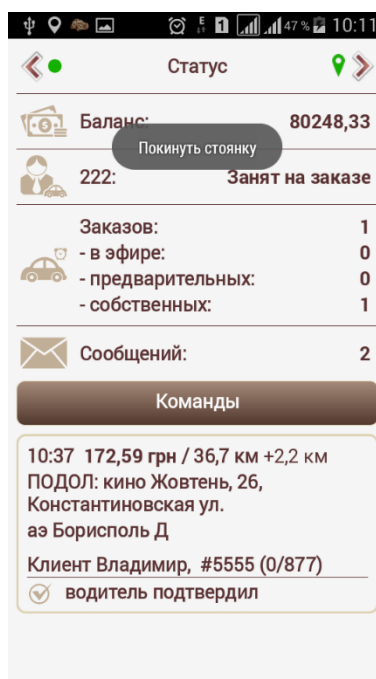 E 1 47 % 10:11
Статус
Баланс: 80248,33
Покинуть стоянку
222: Занят на заказе
Заказов: 1
- в эфире: 0
- предварительных: 0
- собственных: 1
Сообщений: 2
Команды
10:37 172,59 грн / 36,7 км +2,2 км
ПОДОЛ: кино Жовтень, 26,
Константиновская ул.
аэ Борисполь Д
Клиент Владимир, #5555 (0/877)
водитель подтвердил